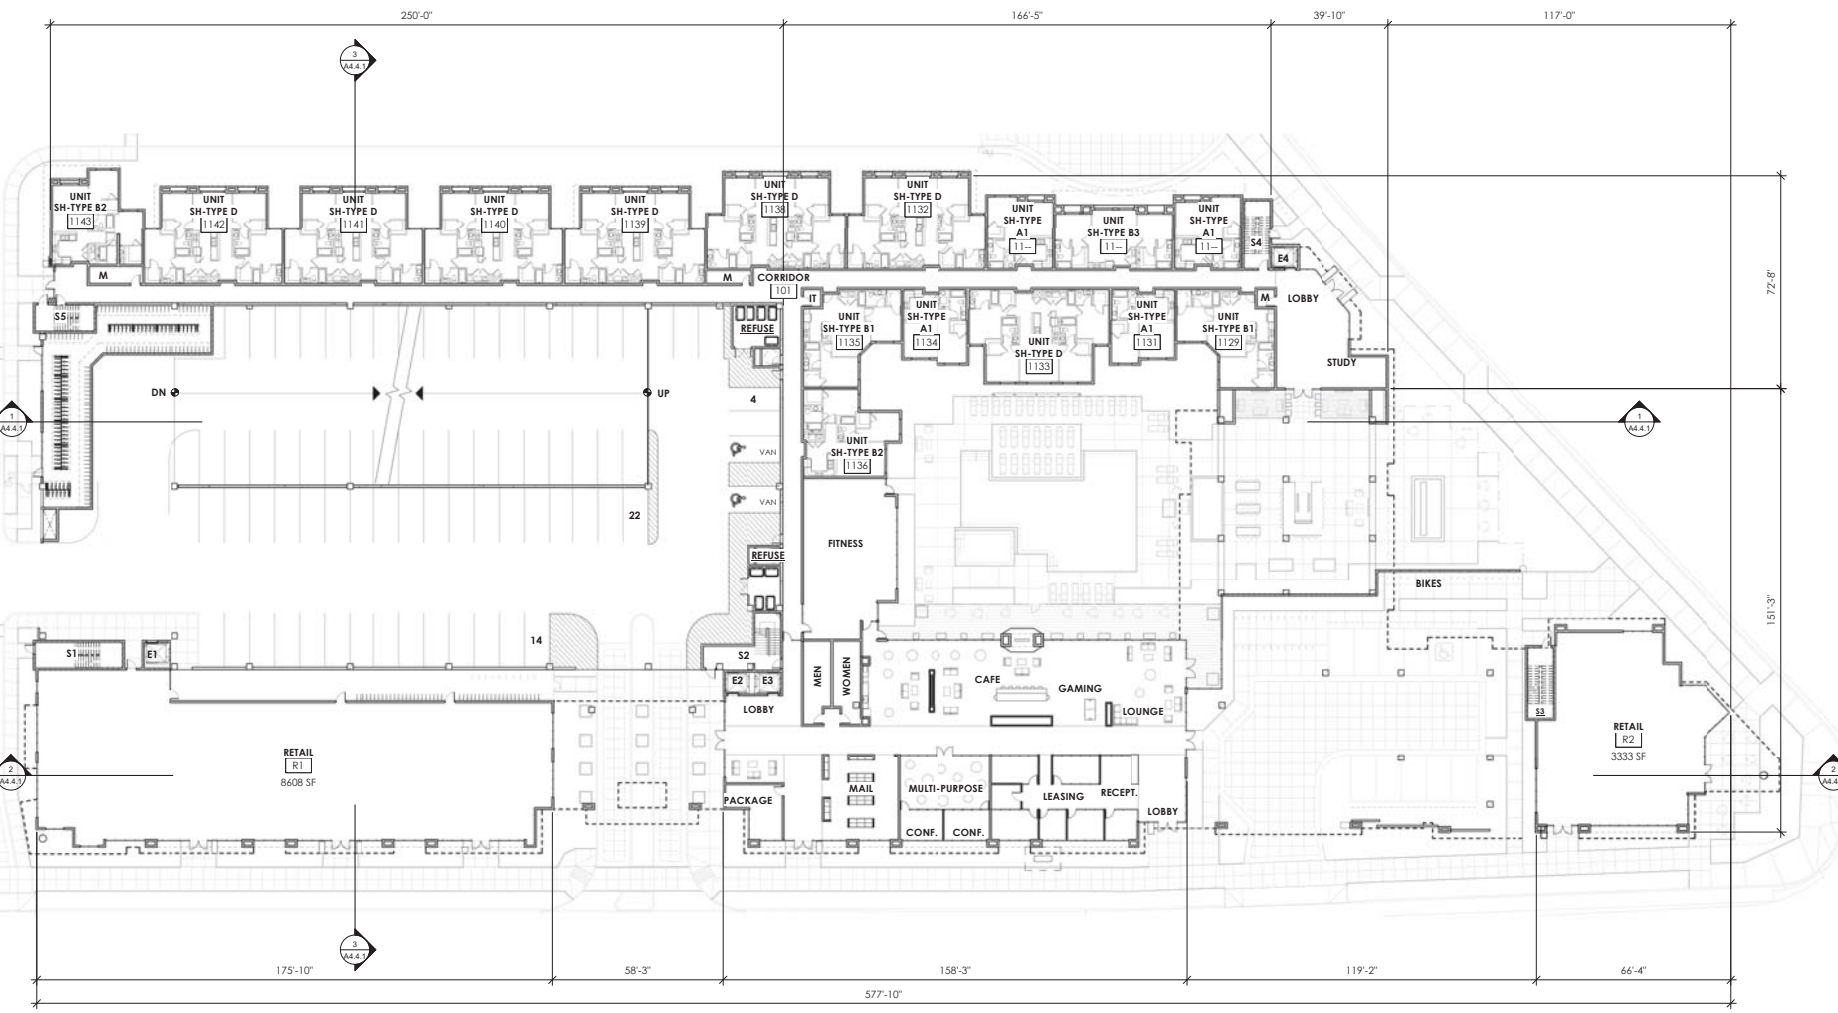 250'-0"
166'-5"
39'-10"
117'-0"
3
A4.4.1
UNIT
SH-TYPE B2
1143
UNIT
SH-TYPE D
1142
UNIT
SH-TYPE D
1141
UNIT
SH-TYPE D
1140
UNIT
SH-TYPE D
1139
UNIT
SH-TYPE D
1138
UNIT
SH-TYPE D
1132
UNIT
SH-TYPE
A1
11--
UNIT
SH-TYPE B3
11--
UNIT
SH-TYPE
A1
11--
S4
E4
M
M
CORRIDOR
101
IT
M
LOBBY
72'-8"
S5
REFUSE
UNIT
SH-TYPE B1
1135
UNIT
SH-TYPE
A1
1134
UNIT
SH-TYPE D
1133
UNIT
SH-TYPE
A1
1131
UNIT
SH-TYPE B1
1129
STUDY
DN
UP
4
1
A4.4.1
1
A4.4.1
VAN
UNIT
SH-TYPE B2
1136
VAN
22
FITNESS
REFUSE
BIKES
151'-3"
14
S1
E1
S2
E2
E3
MEN
WOMEN
CAFE
GAMING
LOUNGE
LOBBY
S3
RETAIL
R1
8608 SF
RETAIL
R2
3333 SF
2
A4.4.1
2
A4.4
PACKAGE
MAIL
MULTI-PURPOSE
LEASING
RECEPT.
LOBBY
CONF.
CONF.
3
A4.4.1
175'-10"
58'-3"
158'-3"
119'-2"
66'-4"
577'-10"